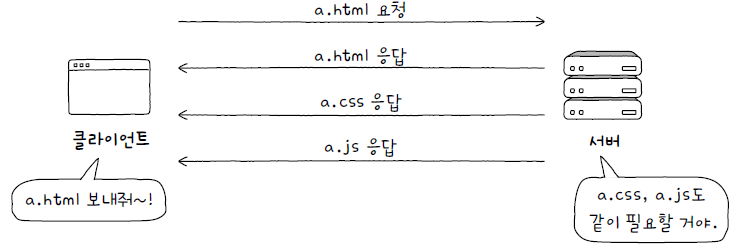 a.html 요청
a.html 응답
a.css 응답
a.js 응답
클라이언트
서버
a.html 보내줘~!
a.css, a.js도
같이 필요할 거야.